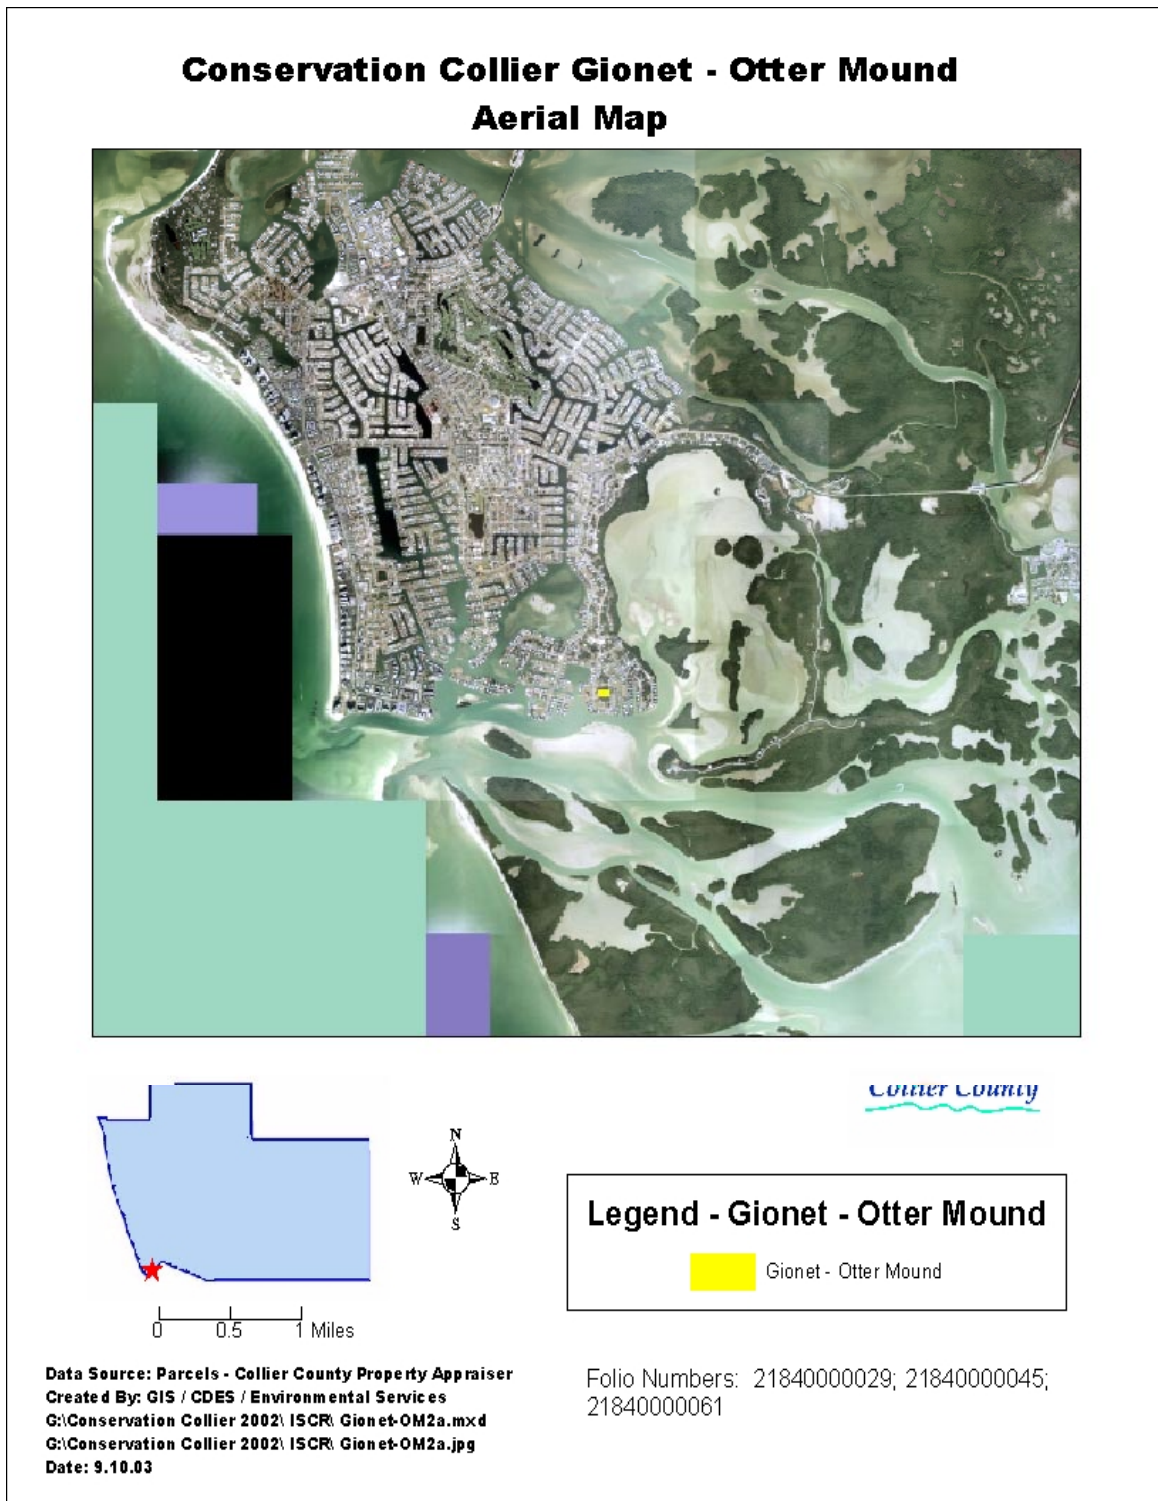 Conservation Collier Gionet - Otter Mound
Aerial Map
Collier County
N
W E
S
Legend - Gionet - Otter Mound
Gionet - Otter Mound
0 0.5 1 Miles
Data Source: Parcels - Collier County Property Appraiser
Created By: GIS / CDES / Environmental Services
G:\Conservation Collier 2002\ ISCR\ Gionet-OM2a.mxd
G:\Conservation Collier 2002\ ISCR\ Gionet-OM2a.jpg
Date: 9.10.03
Folio Numbers: 21840000029; 21840000045;
21840000061